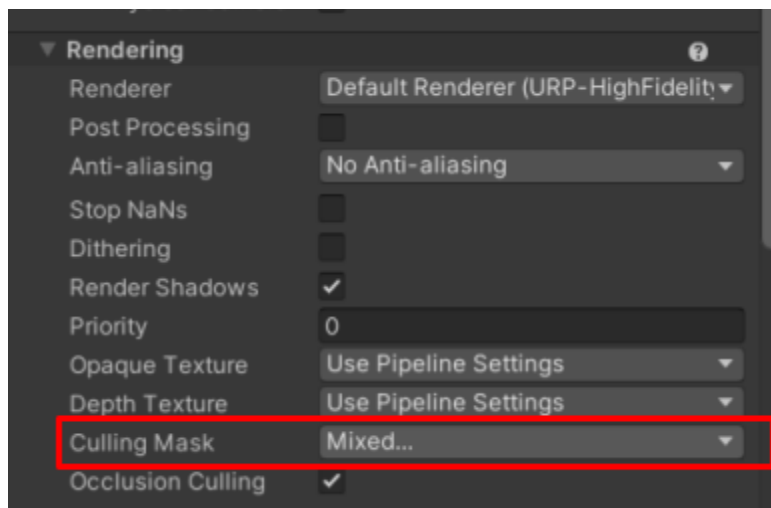 Rendering
Renderer Default Renderer (URP-HighFidelity
Post Processing
Anti-aliasing No Anti-aliasing
Stop NaNs
Dithering
Render Shadows
Priority 0
Opaque Texture Use Pipeline Settings
Depth Texture Use Pipeline Settings
Culling Mask Mixed...
Occlusion Culling